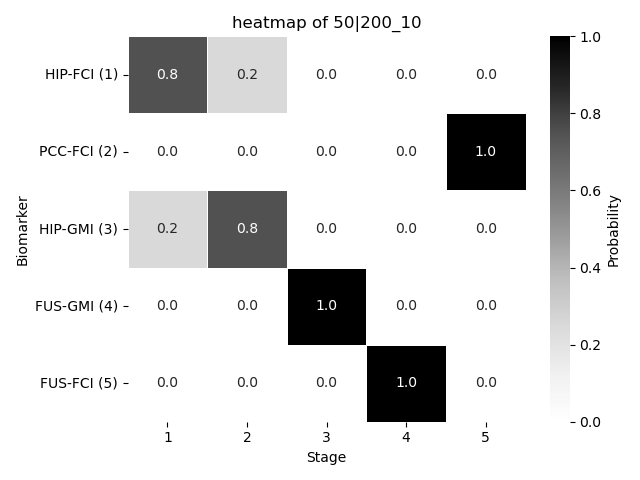 heatmap of 50|200_10
Biomarker
HIP-FCI (1) 0.8 0.2 0.0 0.0 0.0
PCC-FCI (2) 0.0 0.0 0.0 0.0 1.0
HIP-GMI (3) 0.2 0.8 0.0 0.0 0.0
FUS-GMI (4) 0.0 0.0 1.0 0.0 0.0
FUS-FCI (5) 0.0 0.0 0.0 1.0 0.0
1 2 3 4 5
Stage
1.0
0.8
0.6
0.4
0.2
0.0
Probability